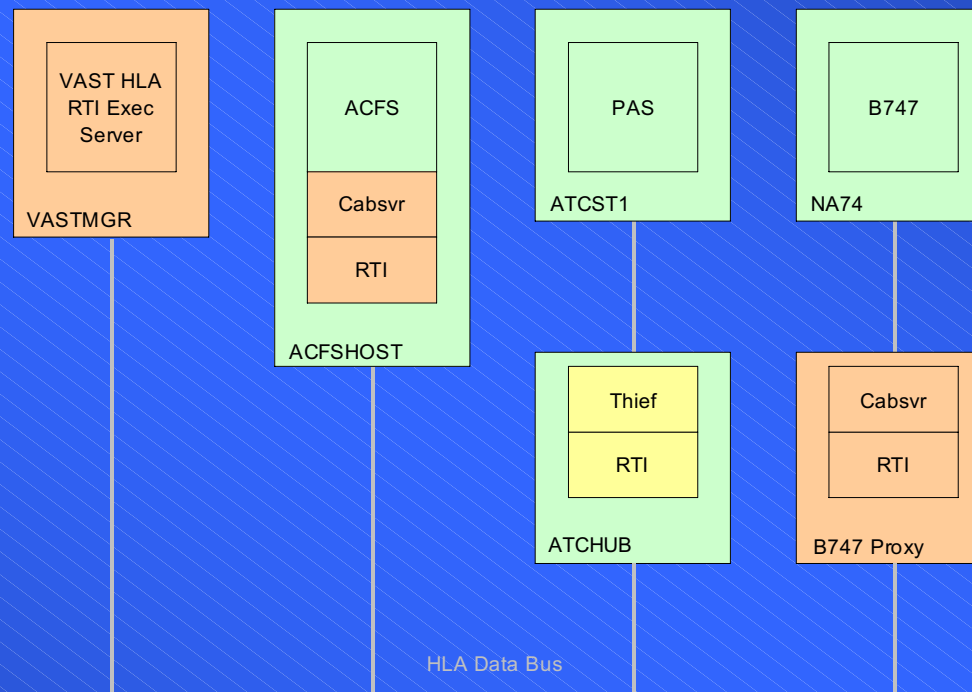 VAST HLA
RTI Exec
Server
VASTMGR
ACFS
Cabsvr
RTI
ACFSHOST
PAS
ATCST1
B747
NA74
Thief
RTI
ATCHUB
Cabsvr
RTI
B747 Proxy
HLA Data Bus